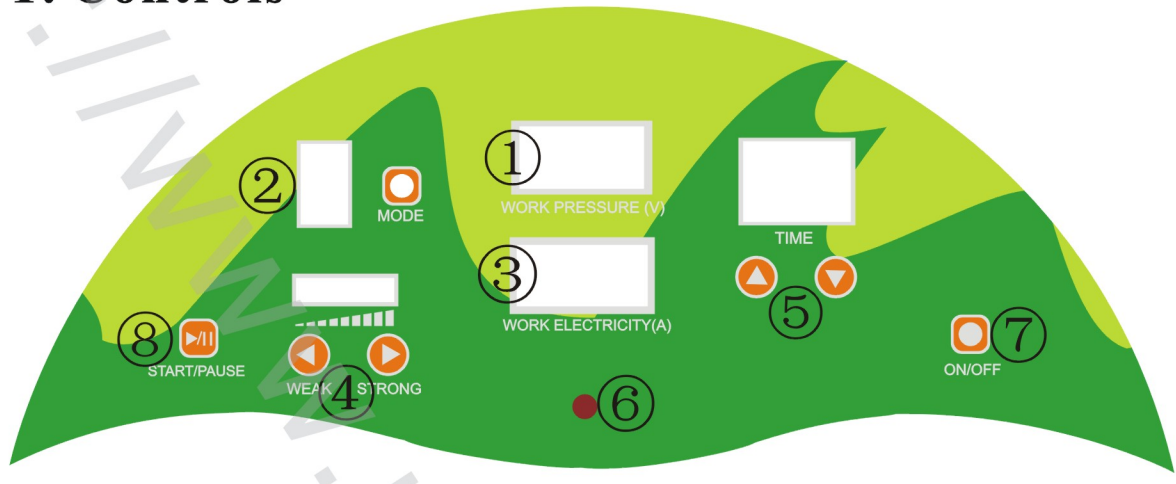 1. Controls
①
WORK PRESSURE (V)
②
MODE
TIME
③
WORK ELECTRICITY(A)
⑤
⑧
START/PAUSE
WEAK ④ STRONG
⑥
⑦
ON/OFF